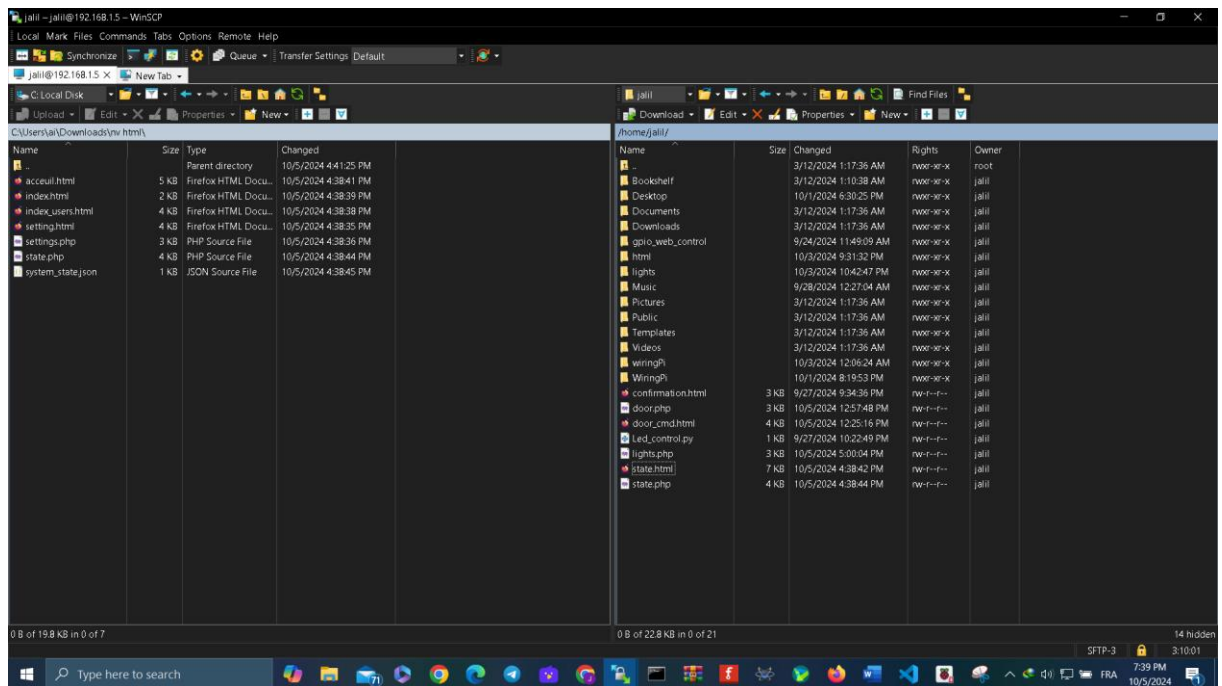 jalil – jalil@192.168.1.5 – WinSCP
Local Mark Files Commands Tabs Options Remote Help
Synchronize Queue Transfer Settings Default
jalil@192.168.1.5 × New Tab
C: Local Disk
Upload Edit Properties New
C:\Users\ai\Downloads\nv html\
Name Size Type Changed
.. Parent directory 10/5/2024 4:41:25 PM
acceuil.html 5 KB Firefox HTML Docu... 10/5/2024 4:38:41 PM
index.html 2 KB Firefox HTML Docu... 10/5/2024 4:38:39 PM
index_users.html 4 KB Firefox HTML Docu... 10/5/2024 4:38:38 PM
setting.html 4 KB Firefox HTML Docu... 10/5/2024 4:38:35 PM
settings.php 3 KB PHP Source File 10/5/2024 4:38:36 PM
state.php 4 KB PHP Source File 10/5/2024 4:38:44 PM
system_state.json 1 KB JSON Source File 10/5/2024 4:38:45 PM
0 B of 19.8 KB in 0 of 7
jalil Find Files
Download Edit Properties New
/home/jalil/
Name Size Changed Rights Owner
.. 3/12/2024 1:17:36 AM rwxr-xr-x root
Bookshelf 3/12/2024 1:10:38 AM rwxr-xr-x jalil
Desktop 10/1/2024 6:30:25 PM rwxr-xr-x jalil
Documents 3/12/2024 1:17:36 AM rwxr-xr-x jalil
Downloads 3/12/2024 1:17:36 AM rwxr-xr-x jalil
gpio_web_control 9/24/2024 11:49:09 AM rwxr-xr-x jalil
html 10/3/2024 9:31:32 PM rwxr-xr-x jalil
lights 10/3/2024 10:42:47 PM rwxr-xr-x jalil
Music 9/28/2024 12:27:04 AM rwxr-xr-x jalil
Pictures 3/12/2024 1:17:36 AM rwxr-xr-x jalil
Public 3/12/2024 1:17:36 AM rwxr-xr-x jalil
Templates 3/12/2024 1:17:36 AM rwxr-xr-x jalil
Videos 3/12/2024 1:17:36 AM rwxr-xr-x jalil
wiringPi 10/3/2024 12:06:24 AM rwxr-xr-x jalil
WiringPi 10/1/2024 8:19:53 PM rwxr-xr-x jalil
confirmation.html 3 KB 9/27/2024 9:34:36 PM rw-r--r-- jalil
door.php 3 KB 10/5/2024 12:57:48 PM rw-r--r-- jalil
door_cmd.html 4 KB 10/5/2024 12:25:16 PM rw-r--r-- jalil
Led_control.py 1 KB 9/27/2024 10:22:49 PM rw-r--r-- jalil
lights.php 3 KB 10/5/2024 5:00:04 PM rw-r--r-- jalil
state.html 7 KB 10/5/2024 4:38:42 PM rw-r--r-- jalil
state.php 4 KB 10/5/2024 4:38:44 PM rw-r--r-- jalil
0 B of 22.8 KB in 0 of 21 14 hidden
SFTP-3 3:10:01
Type here to search 71 FRA 7:39 PM
10/5/2024